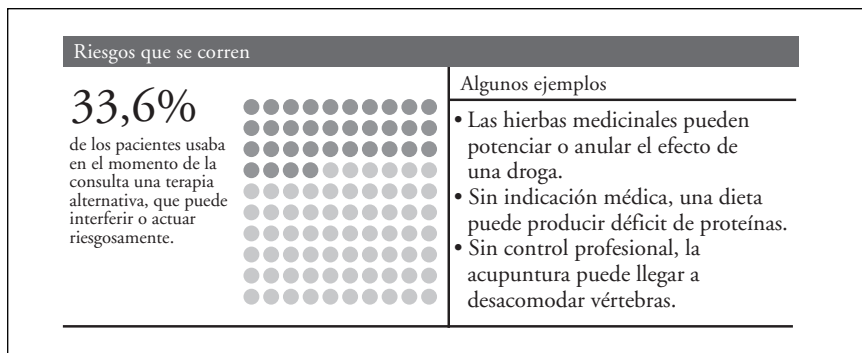 Riesgos que se corren
33,6%
de los pacientes usaba
en el momento de la
consulta una terapia
alternativa, que puede
interferir o actuar
riesgosamente.
Algunos ejemplos
• Las hierbas medicinales pueden
potenciar o anular el efecto de
una droga.
• Sin indicación médica, una dieta
puede producir déficit de proteínas.
• Sin control profesional, la
acupuntura puede llegar a
desacomodar vértebras.